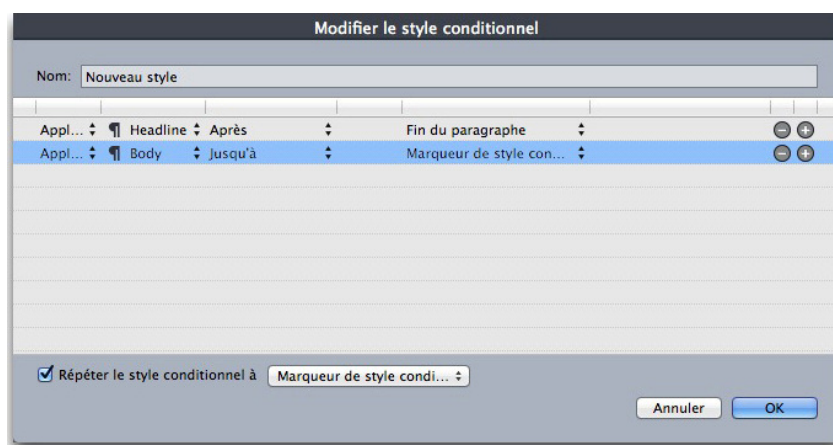 Modifier le style conditionnel
Nom: Nouveau style
Appl... ¶ Headline Après Fin du paragraphe
Appl... ¶ Body Jusqu'à Marqueur de style con...
Répéter le style conditionnel à Marqueur de style condi...
Annuler OK